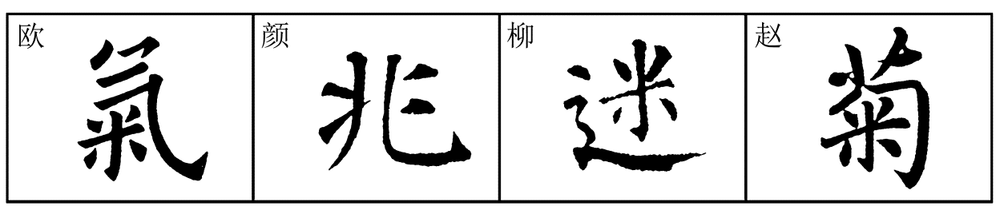 欧 氣 颜 兆 柳 迷 赵 菊